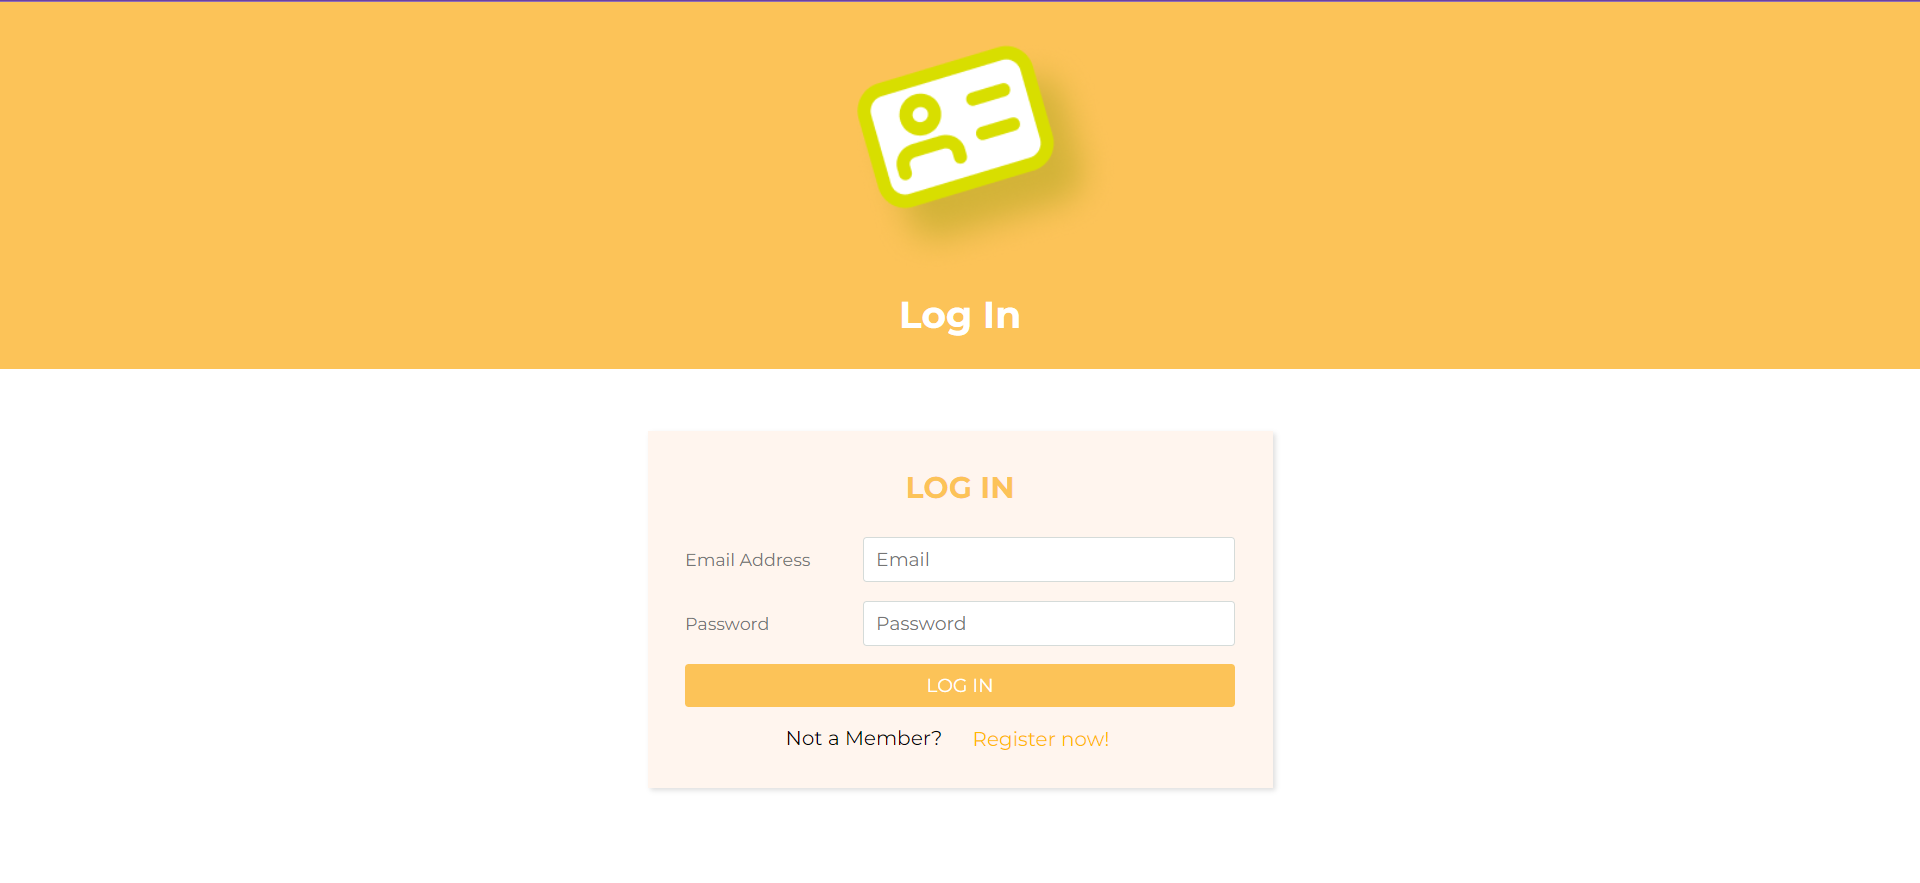 Log In
LOG IN
Email Address
Email
Password
Password
LOG IN
Not a Member? Register now!